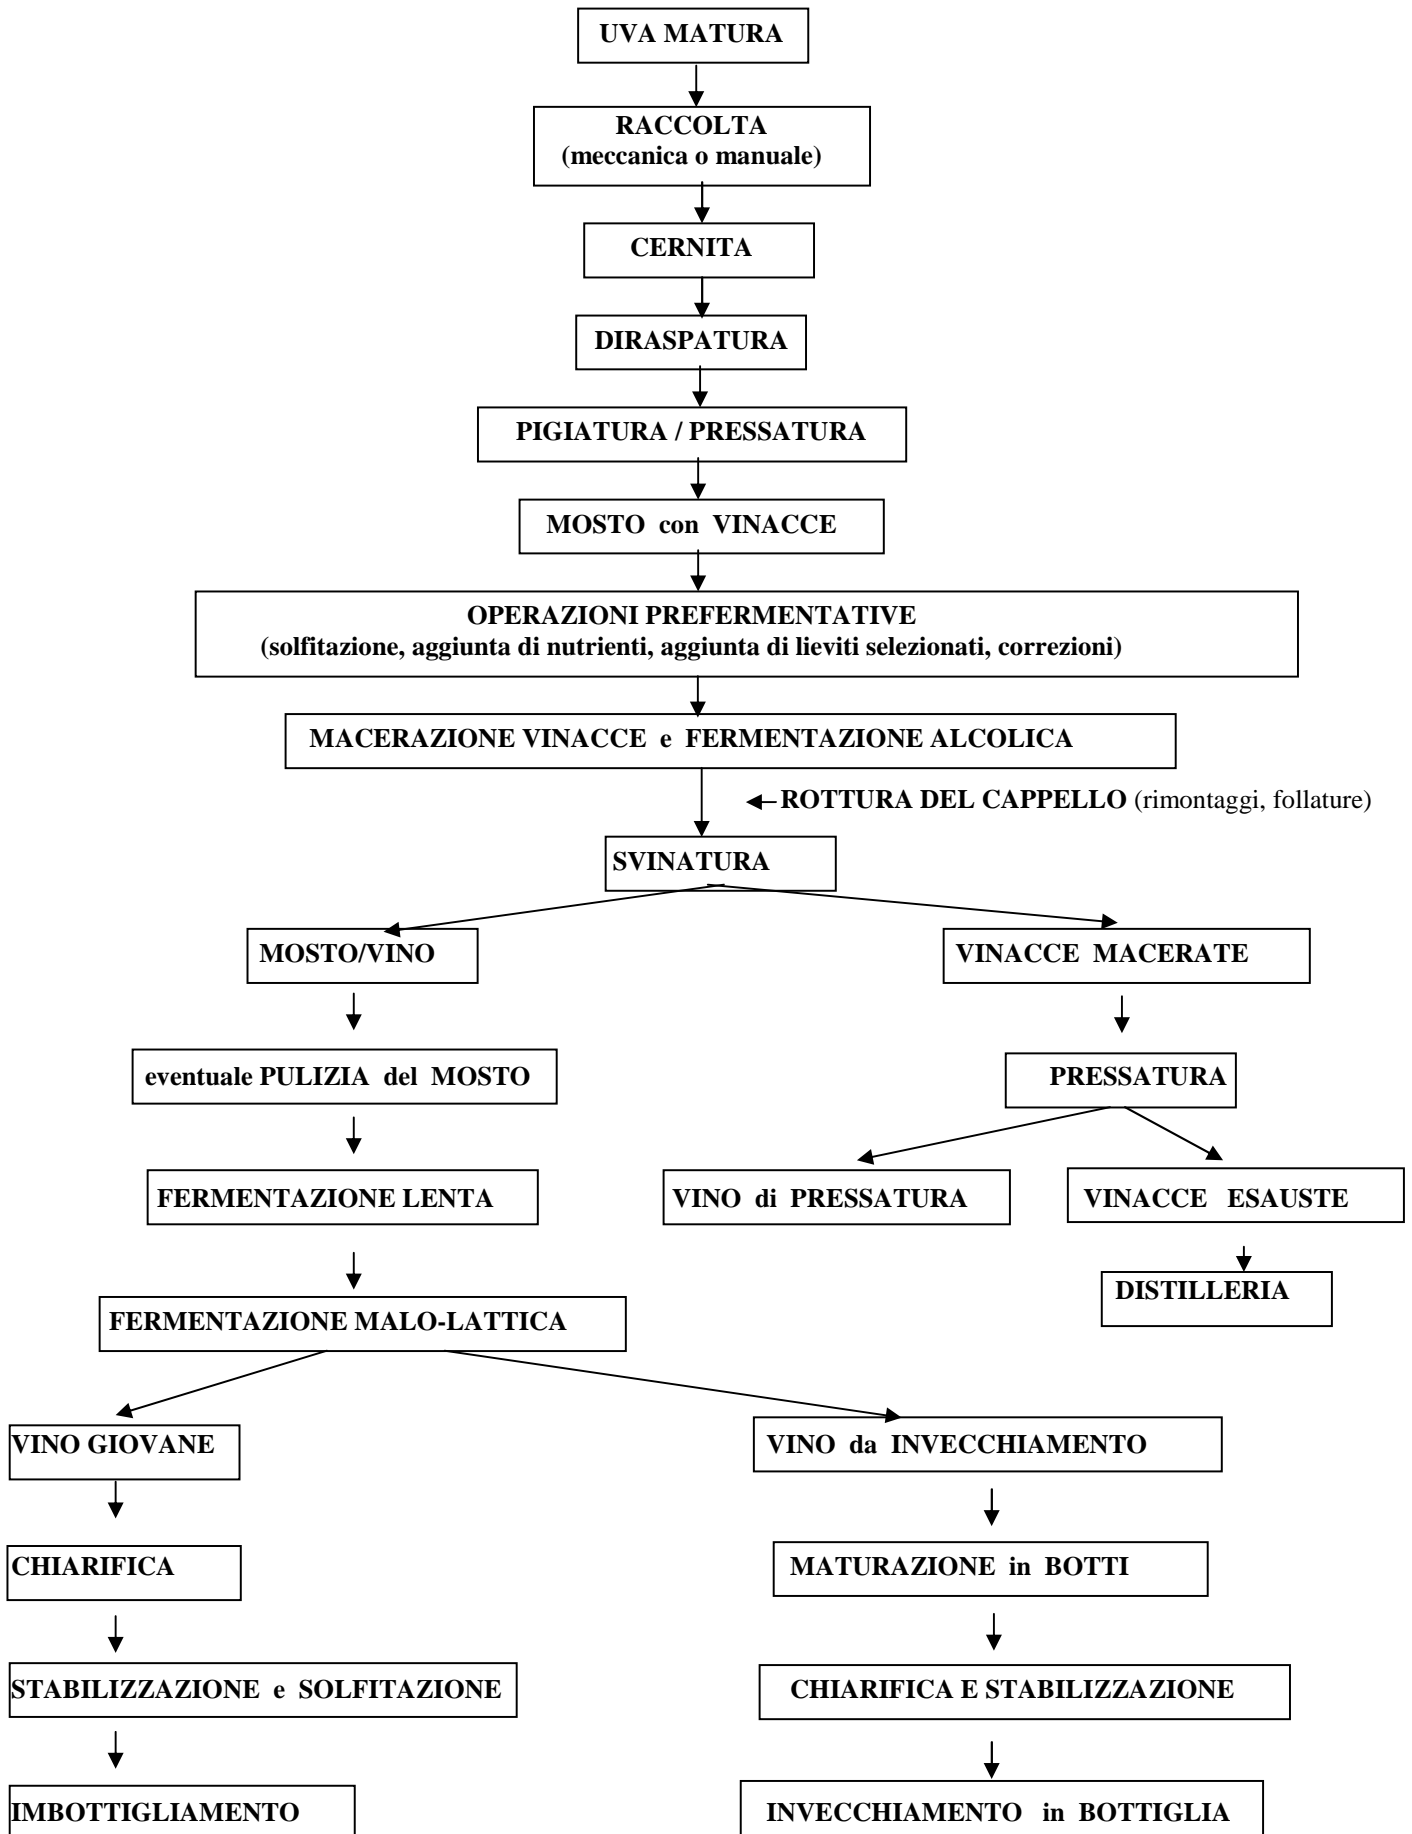 UVA MATURA
RACCOLTA
(meccanica o manuale)
CERNITA
DIRASPATURA
PIGIATURA / PRESSATURA
MOSTO con VINACCE
OPERAZIONI PREFERMENTATIVE
(solfitazione, aggiunta di nutrienti, aggiunta di lieviti selezionati, correzioni)
MACERAZIONE VINACCE e FERMENTAZIONE ALCOLICA
ROTTURA DEL CAPPELLO (rimontaggi, follature)
SVINATURA
MOSTO/VINO
VINACCE MACERATE
eventuale PULIZIA del MOSTO
PRESSATURA
FERMENTAZIONE LENTA
VINO di PRESSATURA
VINACCE ESAUSTE
DISTILLERIA
FERMENTAZIONE MALO-LATTICA
VINO GIOVANE
VINO da INVECCHIAMENTO
CHIARIFICA
MATURAZIONE in BOTTI
STABILIZZAZIONE e SOLFITAZIONE
CHIARIFICA E STABILIZZAZIONE
IMBOTTIGLIAMENTO
INVECCHIAMENTO in BOTTIGLIA